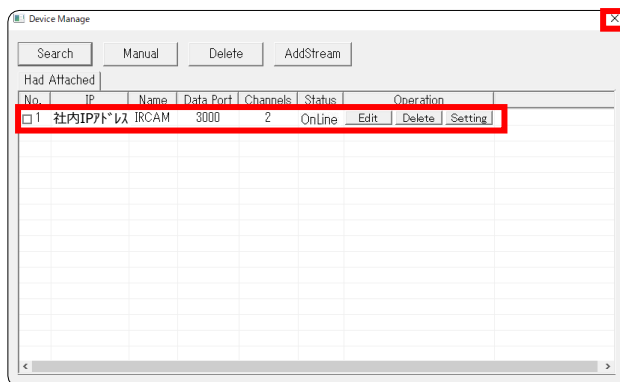 Device Manage
Search Manual Delete AddStream
Had Attached
No. IP Name Data Port Channels Status Operation
1 社内IPｱﾄﾞﾚｽ IRCAM 3000 2 OnLine Edit Delete Setting